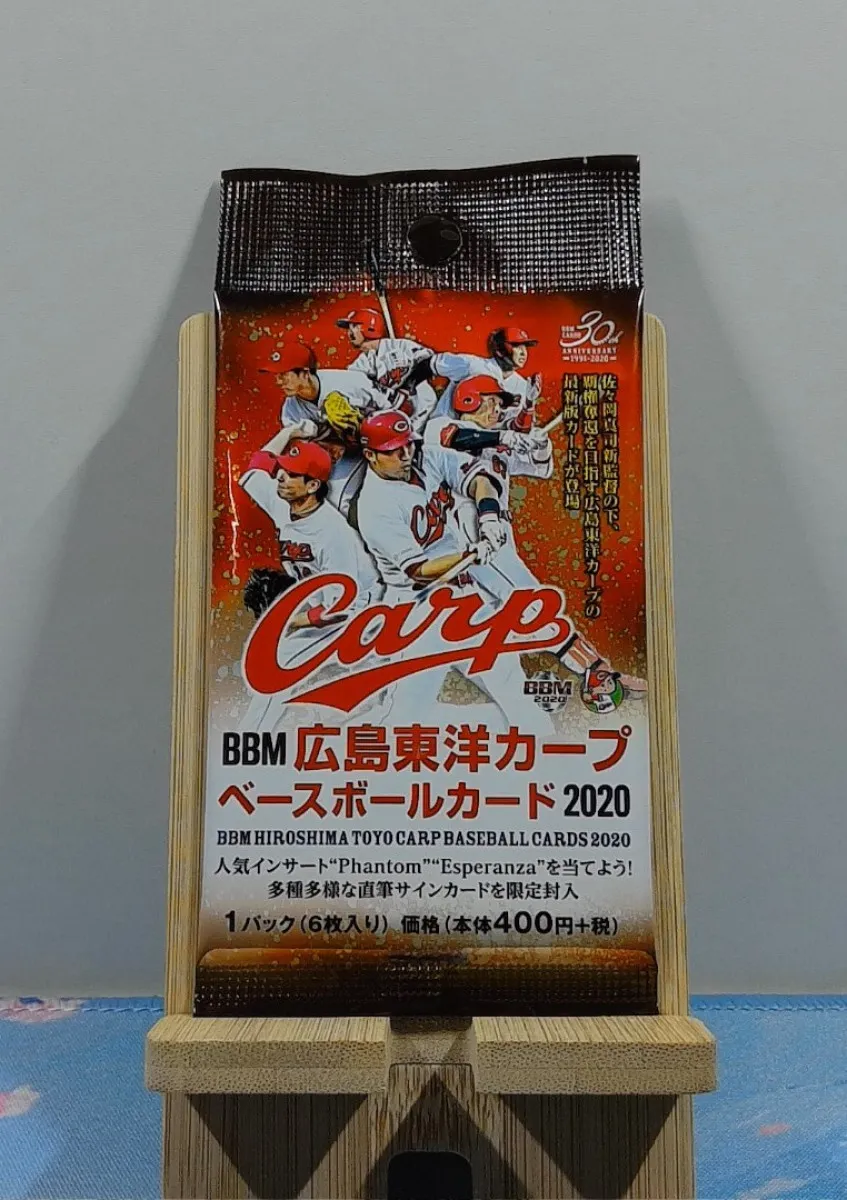 BBM CARDS 30th
ANNERSARY
1991-2020
佐々岡真司新監督の下、
覇権奪還を目指す広島東洋カープの
最新版カードが登場
Carp
BBM
2020
BBM 広島東洋カープ
ベースボールカード 2020
BBM HIROSHIMA TOYO CARP BASEBALL CARDS 2020
人気インサート“Phantom”“Esperanza”を当てよう!
多種多様な直筆サインカードを限定封入
1パック(6枚入り) 価格(本体400円+税)